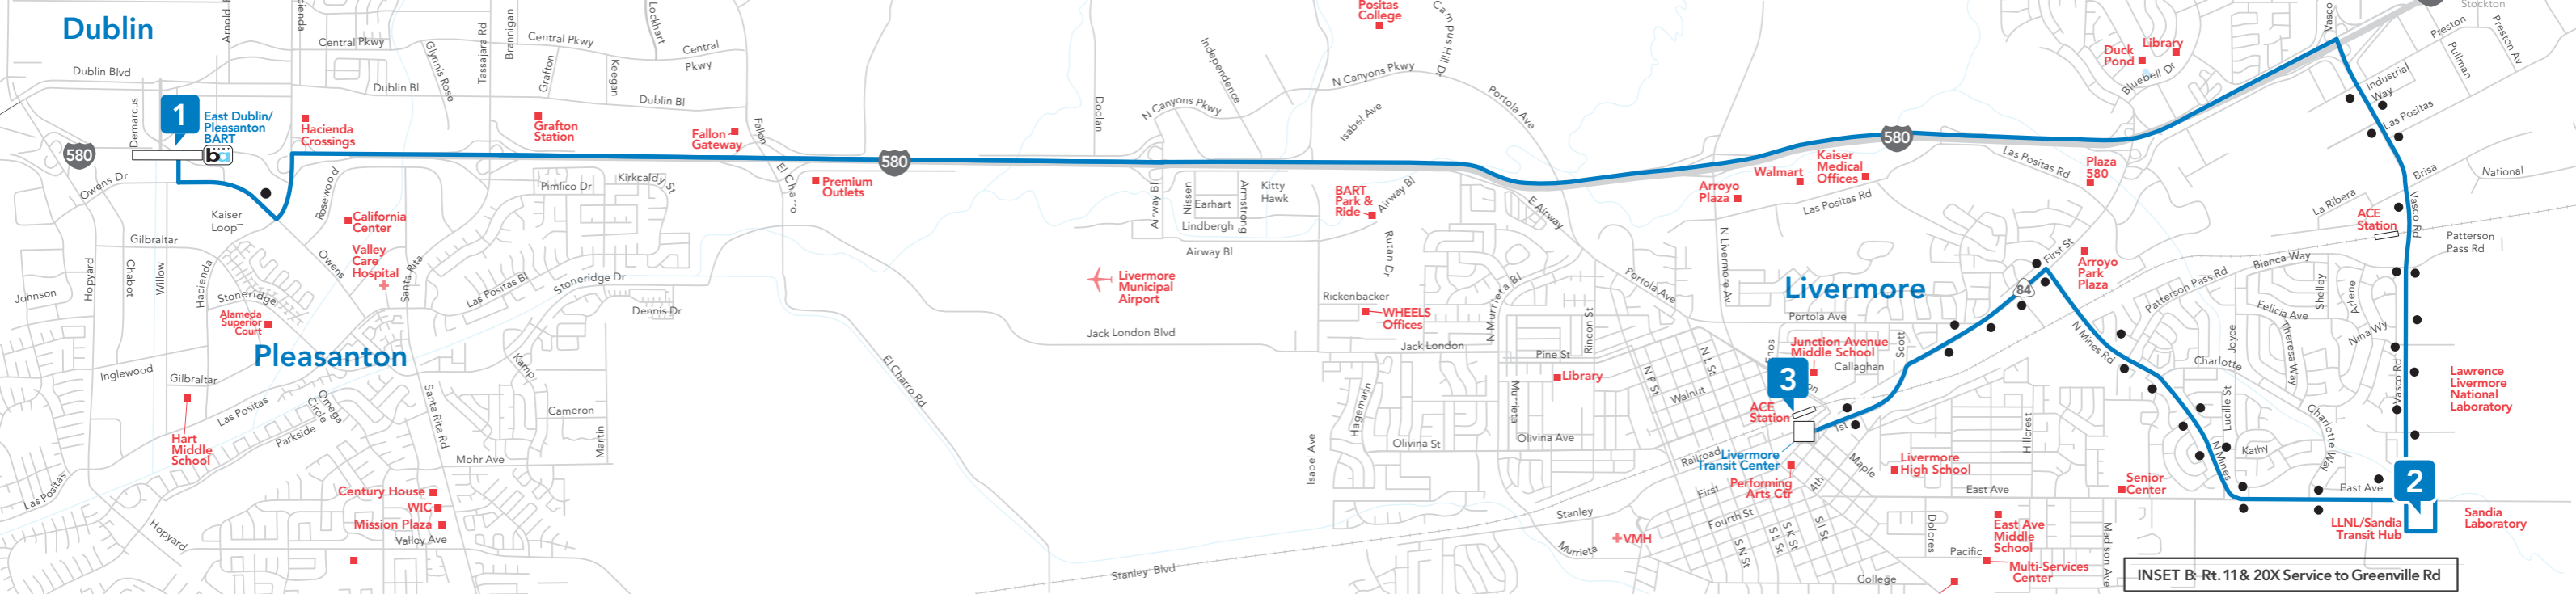 Dublin
Arnold
Hacienda
Central Pkwy
Glynnis Rose
Tassajara Rd
Brannigan
Central Pkwy
Grafton
Keegan
Lockhart
Central
Pkwy
Dublin Blvd
Dublin Bl
Dublin Bl
Demarcus
1
East Dublin/
Pleasanton
BART
580
Hacienda
Crossings
Grafton
Station
Fallon
Gateway
Fallon
El Charro
Premium
Outlets
580
Owens Dr
Kaiser
Loop
Rosewood
Pimlico Dr
Kirkcaldy St
California
Center
Valley
Care
Hospital
Owens
Santa Rita
Gilbraltar
Hopyard
Chabot
Willow
Hacienda
Stoneridge
Johnson
Alameda
Superior
Court
Las Positas Bl
Stoneridge Dr
Dennis Dr
Pleasanton
Inglewood
Gilbraltar
Las Positas
Omega
Circle
Parkside
Santa Rita Rd
Kamp
Cameron
Martin
Mohr Ave
Hart
Middle
School
Las Positas
Hopyard
Century House
WIC
Mission Plaza
Valley Ave
El Charro Rd
Doolan
N Canyons Pkwy
Independence
N Canyons Pkwy
Isabel Ave
Positas
College
Campus Hill Dr
Portola Ave
Airway Bl
Nissen
Earhart
Lindbergh
Armstrong
Kitty
Hawk
Airway Bl
BART
Park &
Ride
Airway Bl
Rutan Dr
E Airway
Livermore
Municipal
Airport
Rickenbacker
WHEELS
Offices
Jack London Blvd
Jack London
N Murrieta Bl
Pine St
Rincon St
Library
Murrieta
Hagemann
Olivina St
Olivina Ave
Isabel Ave
Stanley Blvd
Stanley
Murrieta
VMH
Portola Ave
N Livermore Av
Arroyo
Plaza
Walmart
Kaiser
Medical
Offices
580
Las Positas Rd
Las Positas Rd
Plaza
580
Duck
Pond
Library
Bluebell Dr
Vasco
Stockton
Preston
Preston Av
Pullman
Industrial
Way
Las Positas
Brisa
National
La Ribera
ACE
Station
Vasco Rd
Patterson
Pass Rd
Livermore
Portola Ave
84
First St
Arroyo
Park
Plaza
Bianca Way
Patterson Pass Rd
Shelley
Arlene
Felicia Ave
Joyce
Theresa Way
Nina Wy
Charlotte
N Mines Rd
Junction Avenue
Middle School
Callaghan
Scott
Enos
3
ACE
Station
N L St
N P St
Walnut
1st
Railroad
Livermore
Transit Center
Performing
Arts Ctr
First
Fourth St
4th
Maple
S N St
S L St
S K St
S I St
Livermore
High School
Hillcrest
East Ave
Senior
Center
N Mines
Lucille St
Kathy
Charlotte Way
East Ave
Vasco Rd
Lawrence
Livermore
National
Laboratory
2
LLNL/Sandia
Transit Hub
Sandia
Laboratory
Dolores
East Ave
Middle
School
Pacific
Multi-Services
Center
College
Madison Ave
INSET B: Rt. 11 & 20X Service to Greenville Rd